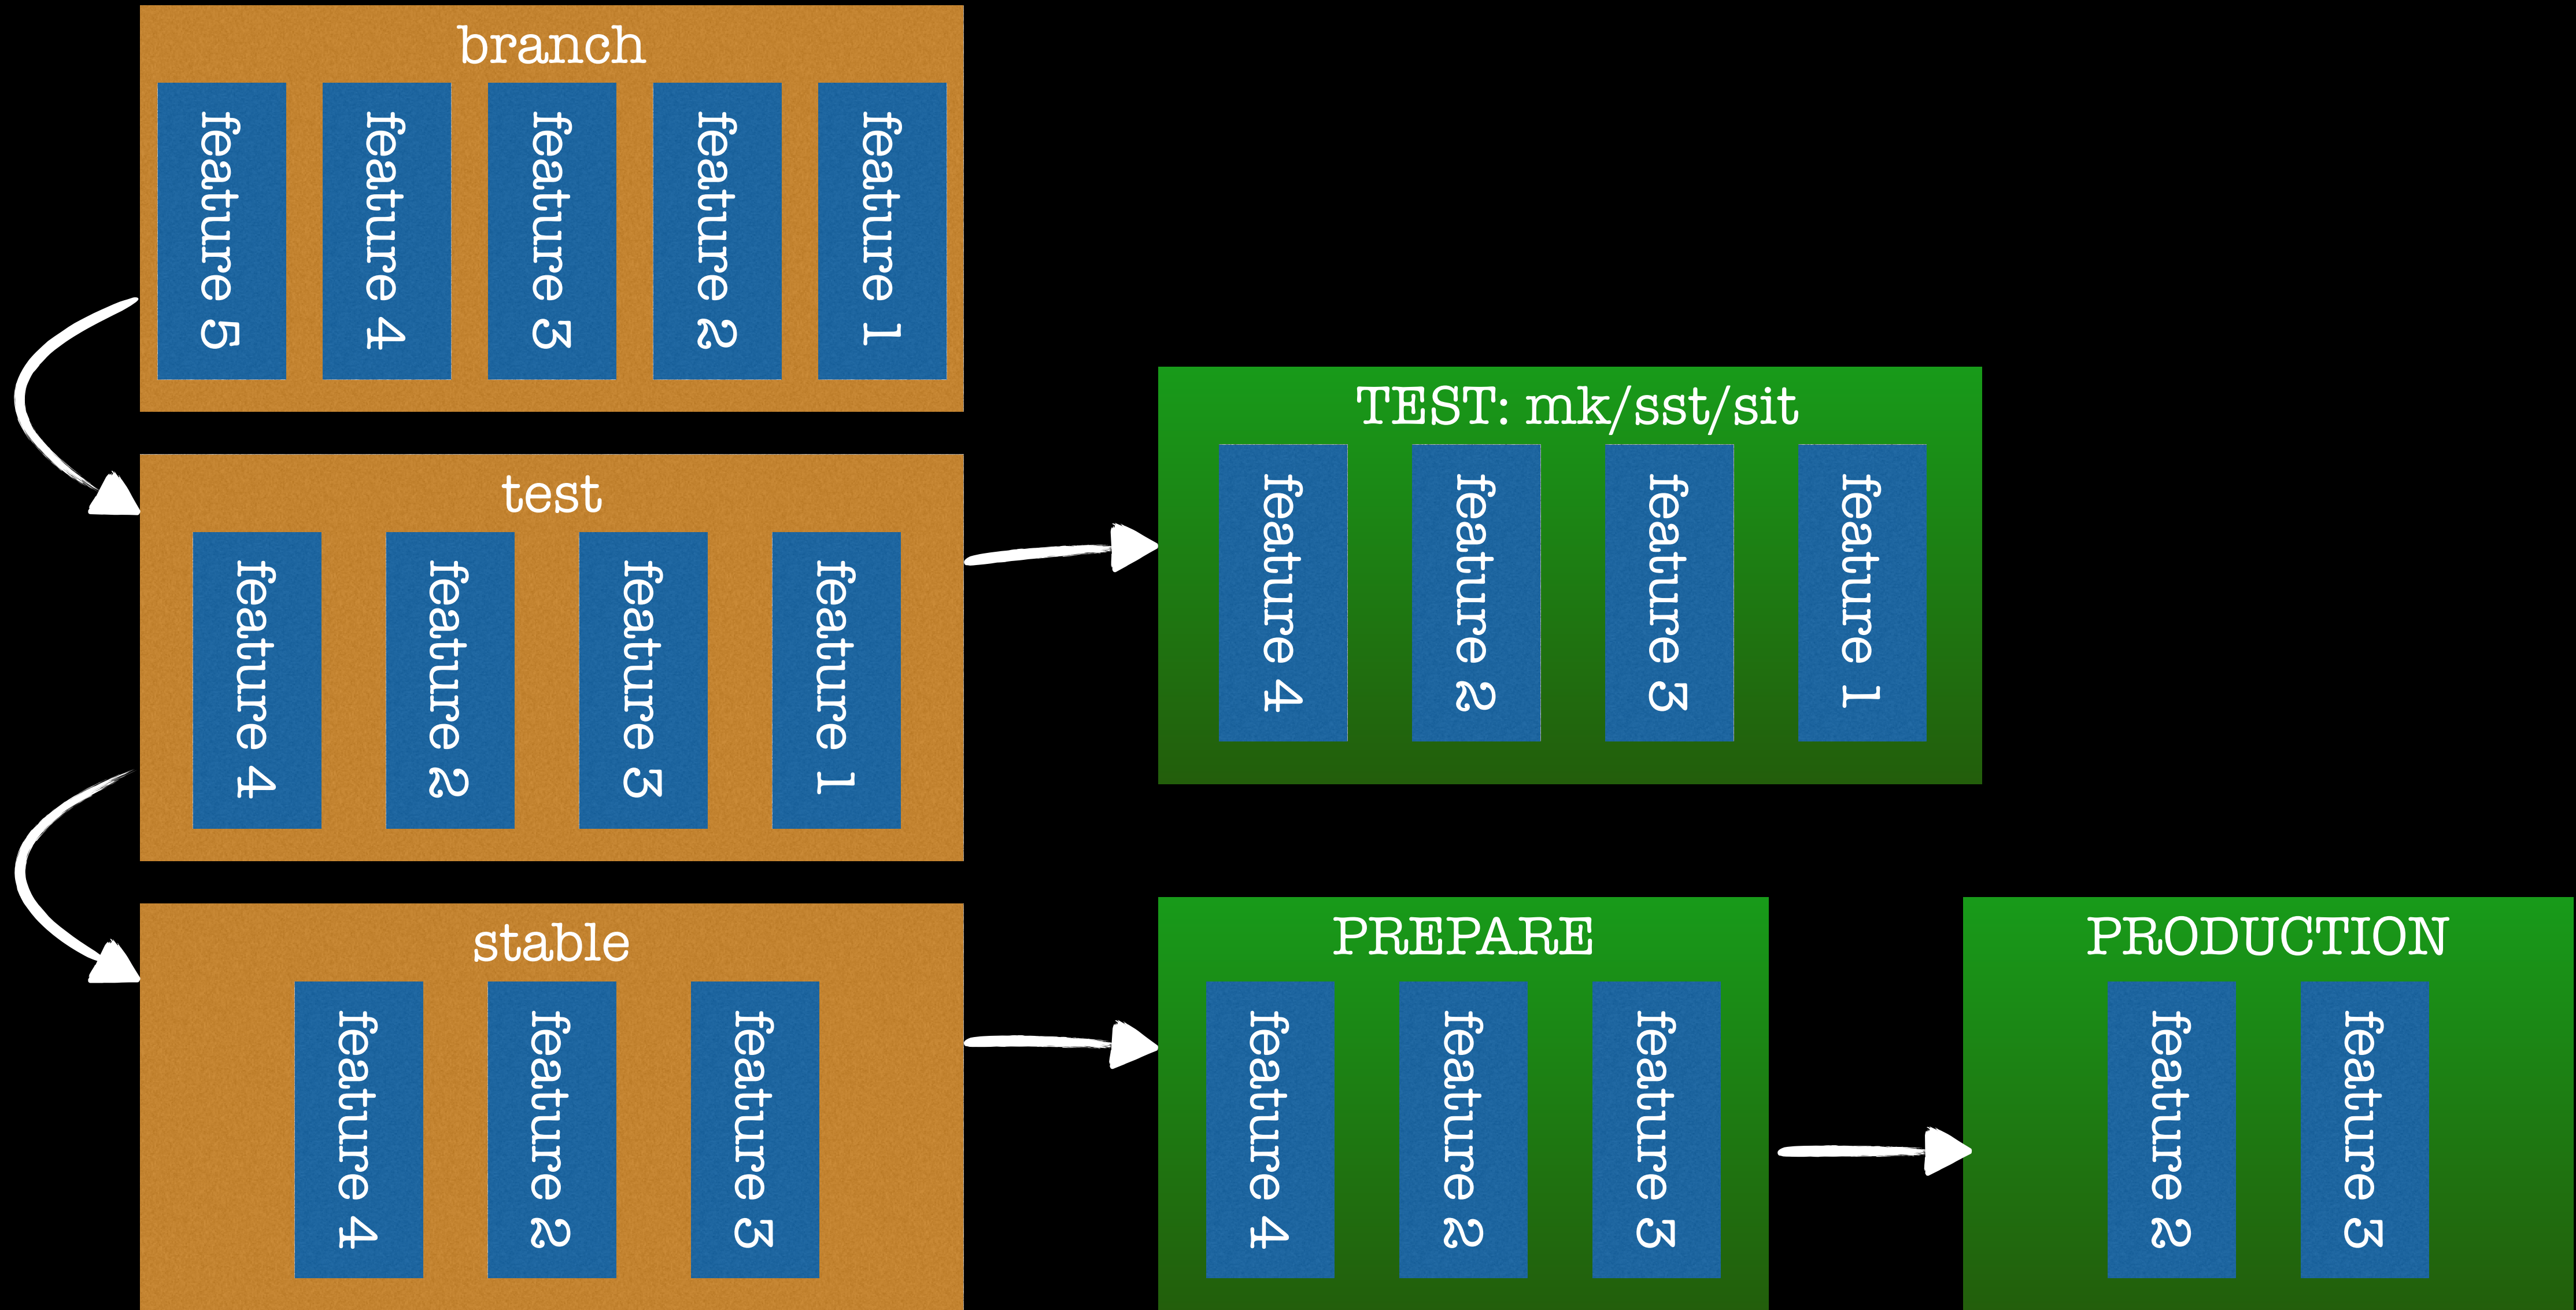 branch
feature 5
feature 4
feature 3
feature 2
feature 1
test
feature 4
feature 2
feature 3
feature 1
TEST: mk/sst/sit
feature 4
feature 2
feature 3
feature 1
stable
feature 4
feature 2
feature 3
PREPARE
feature 4
feature 2
feature 3
PRODUCTION
feature 2
feature 3